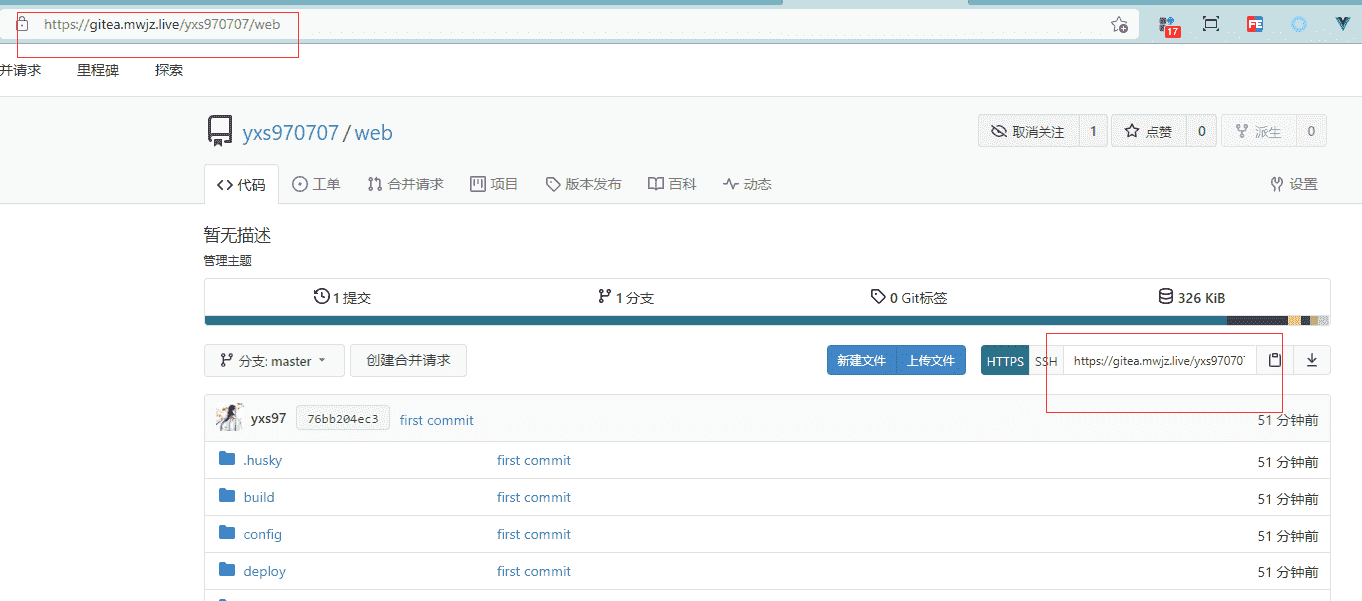 https://gitea.mwjz.live/yxs970707/web
17
FE
并请求 里程碑 探索
yxs970707 / web
取消关注 1 点赞 0 派生 0
代码 工单 合并请求 项目 版本发布 百科 动态 设置
暂无描述
管理主题
1 提交 1 分支 0 Git标签 326 KiB
分支: master 创建合并请求 新建文件 上传文件 HTTPS SSH https://gitea.mwjz.live/yxs97070
yxs97 76bb204ec3 first commit 51 分钟前
.husky first commit 51 分钟前
build first commit 51 分钟前
config first commit 51 分钟前
deploy first commit 51 分钟前